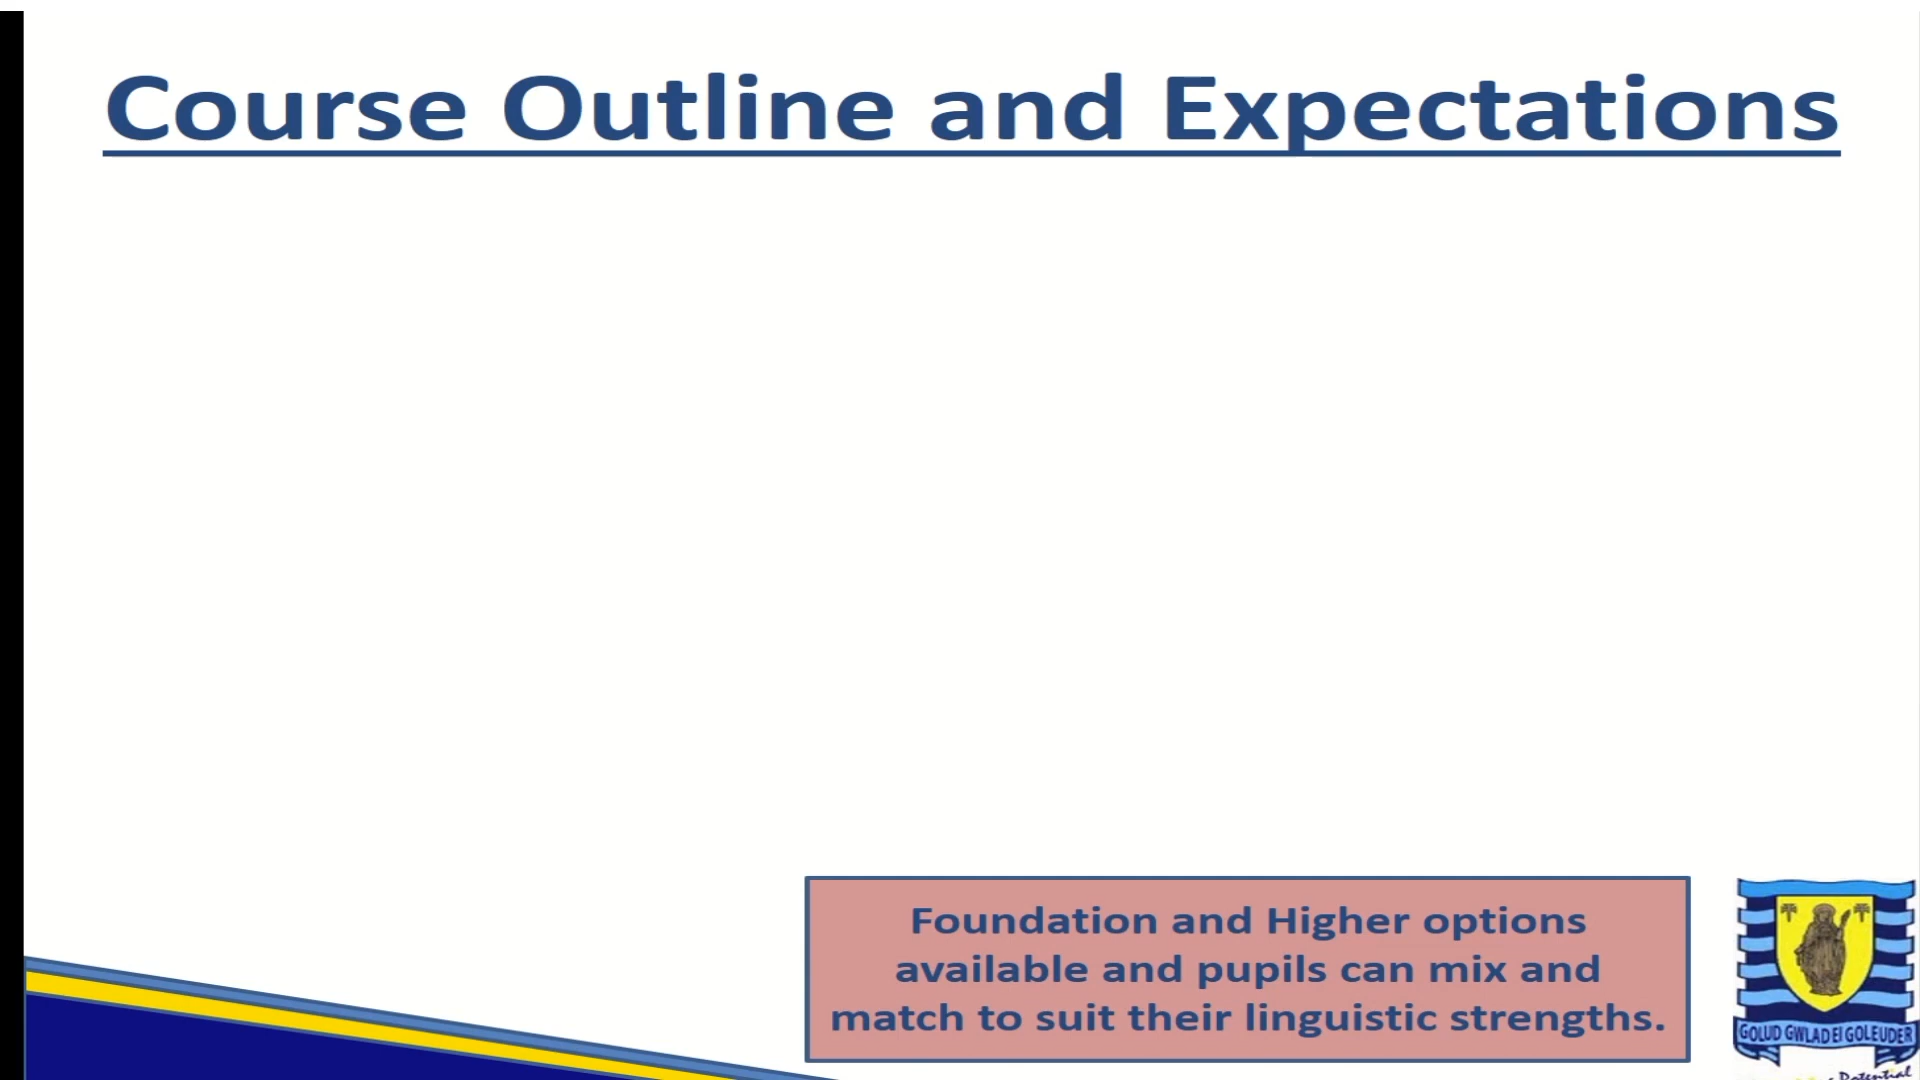 Course Outline and Expectations
Foundation and Higher options
available and pupils can mix and
match to suit their linguistic strengths.
GOLUD GWLAD EI GOLEUDER
Potential